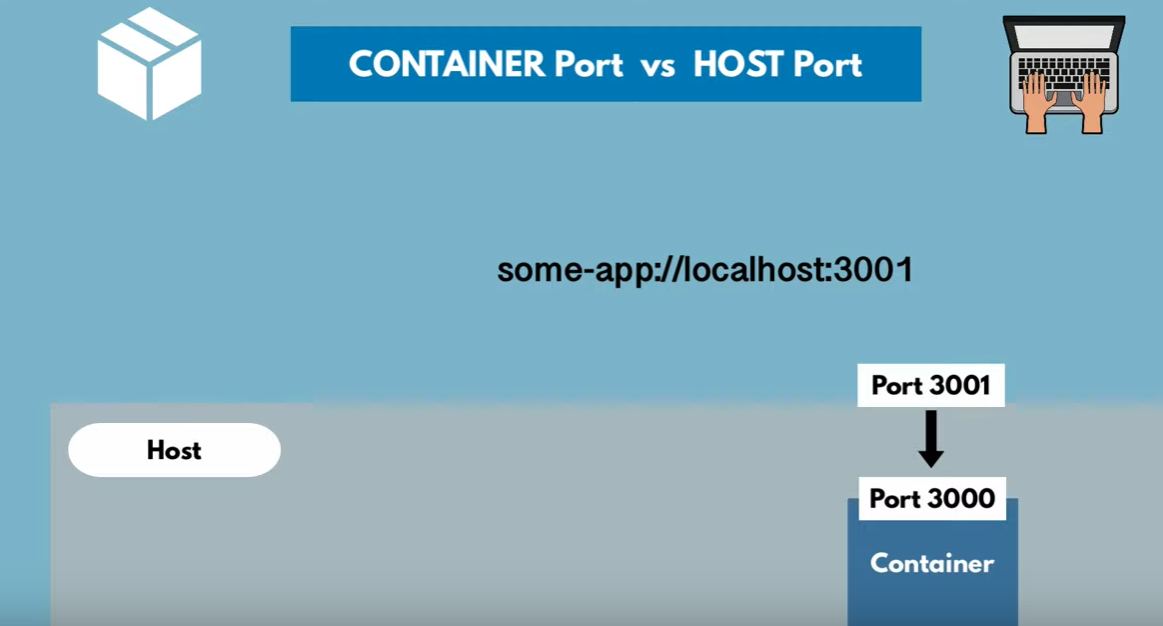 CONTAINER Port vs HOST Port
some-app://localhost:3001
Port 3001
Host
Port 3000
Container